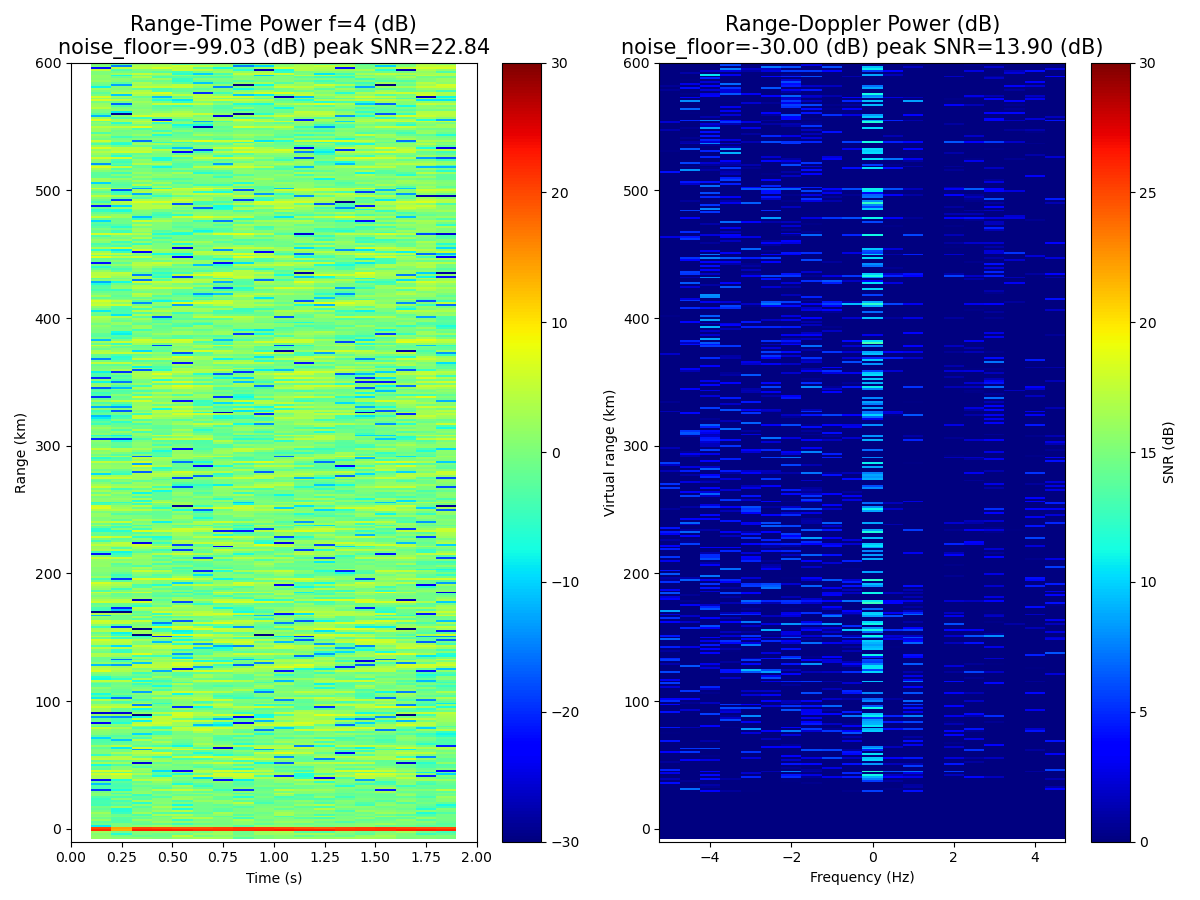 Range-Time Power f=4 (dB)
noise_floor=-99.03 (dB) peak SNR=22.84
600
500
400
300
200
100
0
Range (km)
0.00 0.25 0.50 0.75 1.00 1.25 1.50 1.75 2.00
Time (s)
30
20
10
0
−10
−20
−30
Range-Doppler Power (dB)
noise_floor=-30.00 (dB) peak SNR=13.90 (dB)
600
500
400
300
200
100
0
Virtual range (km)
−4 −2 0 2 4
Frequency (Hz)
30
25
20
15
10
5
0
SNR (dB)